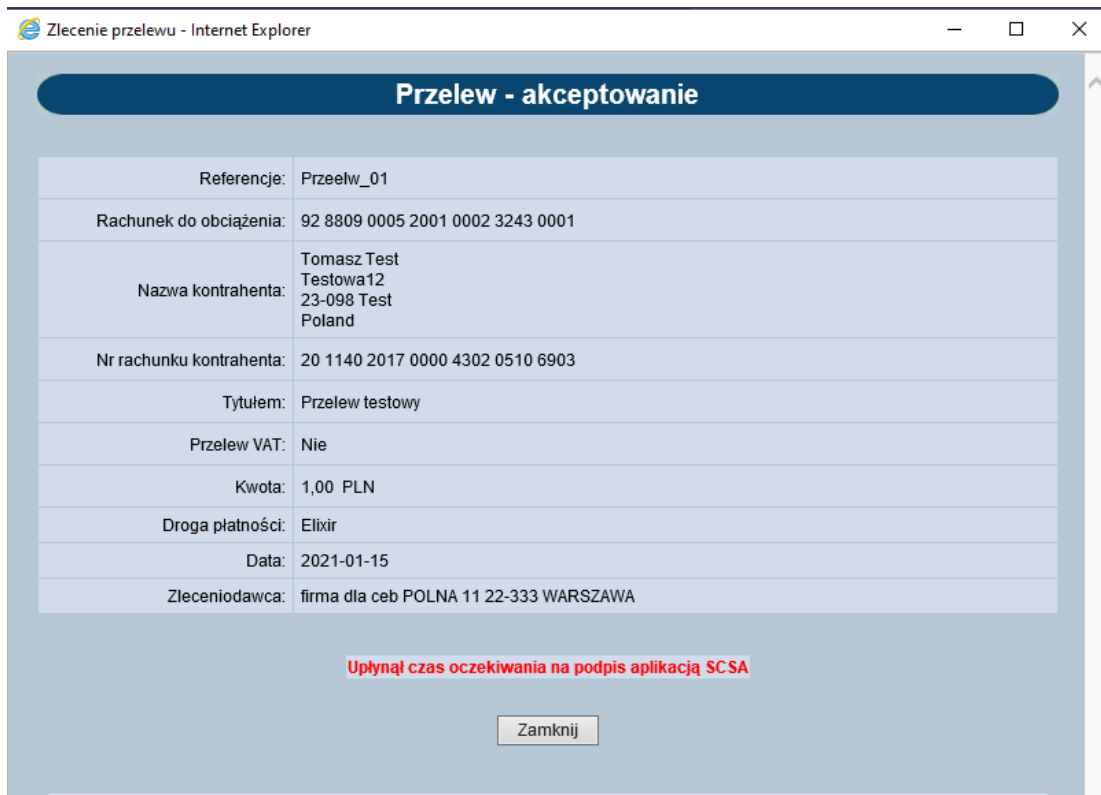 Zlecenie przelewu - Internet Explorer
Przelew - akceptowanie
Referencje: Przeelw_01
Rachunek do obciążenia: 92 8809 0005 2001 0002 3243 0001
Nazwa kontrahenta: Tomasz Test
Testowa12
23-098 Test
Poland
Nr rachunku kontrahenta: 20 1140 2017 0000 4302 0510 6903
Tytułem: Przelew testowy
Przelew VAT: Nie
Kwota: 1,00 PLN
Droga płatności: Elixir
Data: 2021-01-15
Zleceniodawca: firma dla ceb POLNA 11 22-333 WARSZAWA
Upłynął czas oczekiwania na podpis aplikacją SCSA
Zamknij